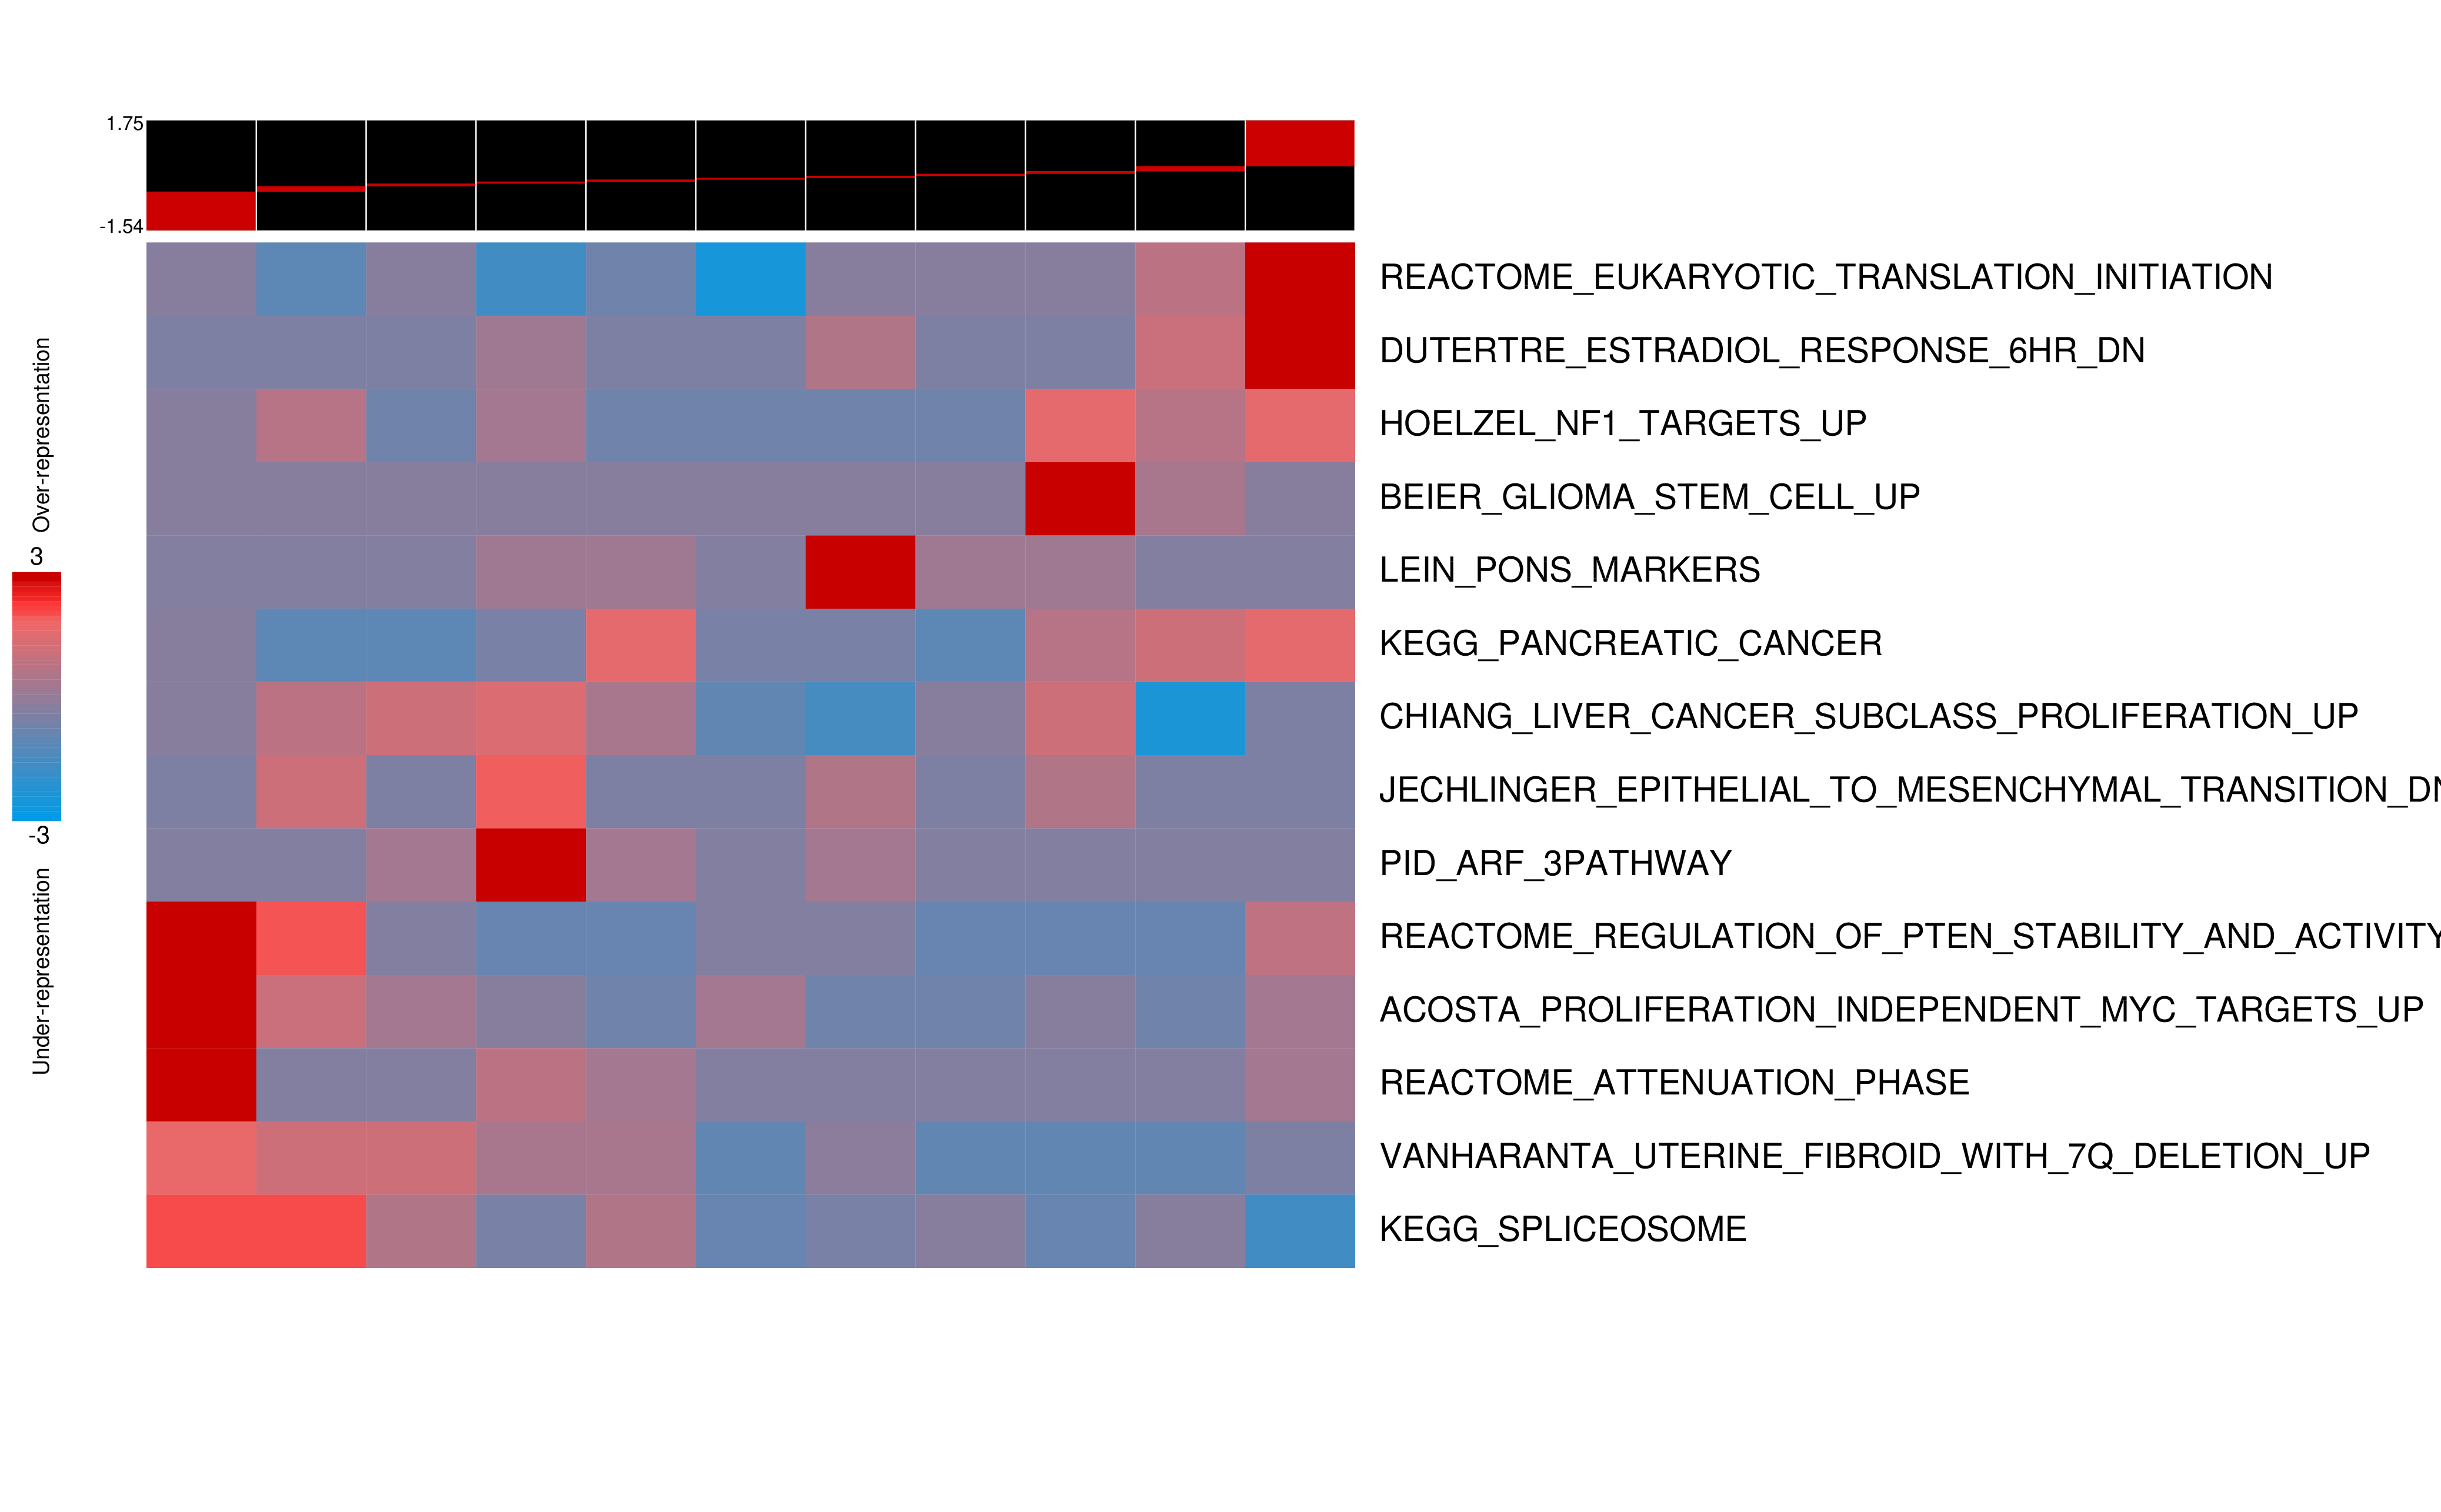 1.75
-1.54
REACTOME_EUKARYOTIC_TRANSLATION_INITIATION
DUTERTRE_ESTRADIOL_RESPONSE_6HR_DN
HOELZEL_NF1_TARGETS_UP
BEIER_GLIOMA_STEM_CELL_UP
LEIN_PONS_MARKERS
KEGG_PANCREATIC_CANCER
CHIANG_LIVER_CANCER_SUBCLASS_PROLIFERATION_UP
JECHLINGER_EPITHELIAL_TO_MESENCHYMAL_TRANSITION_DN
PID_ARF_3PATHWAY
REACTOME_REGULATION_OF_PTEN_STABILITY_AND_ACTIVITY
ACOSTA_PROLIFERATION_INDEPENDENT_MYC_TARGETS_UP
REACTOME_ATTENUATION_PHASE
VANHARANTA_UTERINE_FIBROID_WITH_7Q_DELETION_UP
KEGG_SPLICEOSOME
Over-representation
3
-3
Under-representation